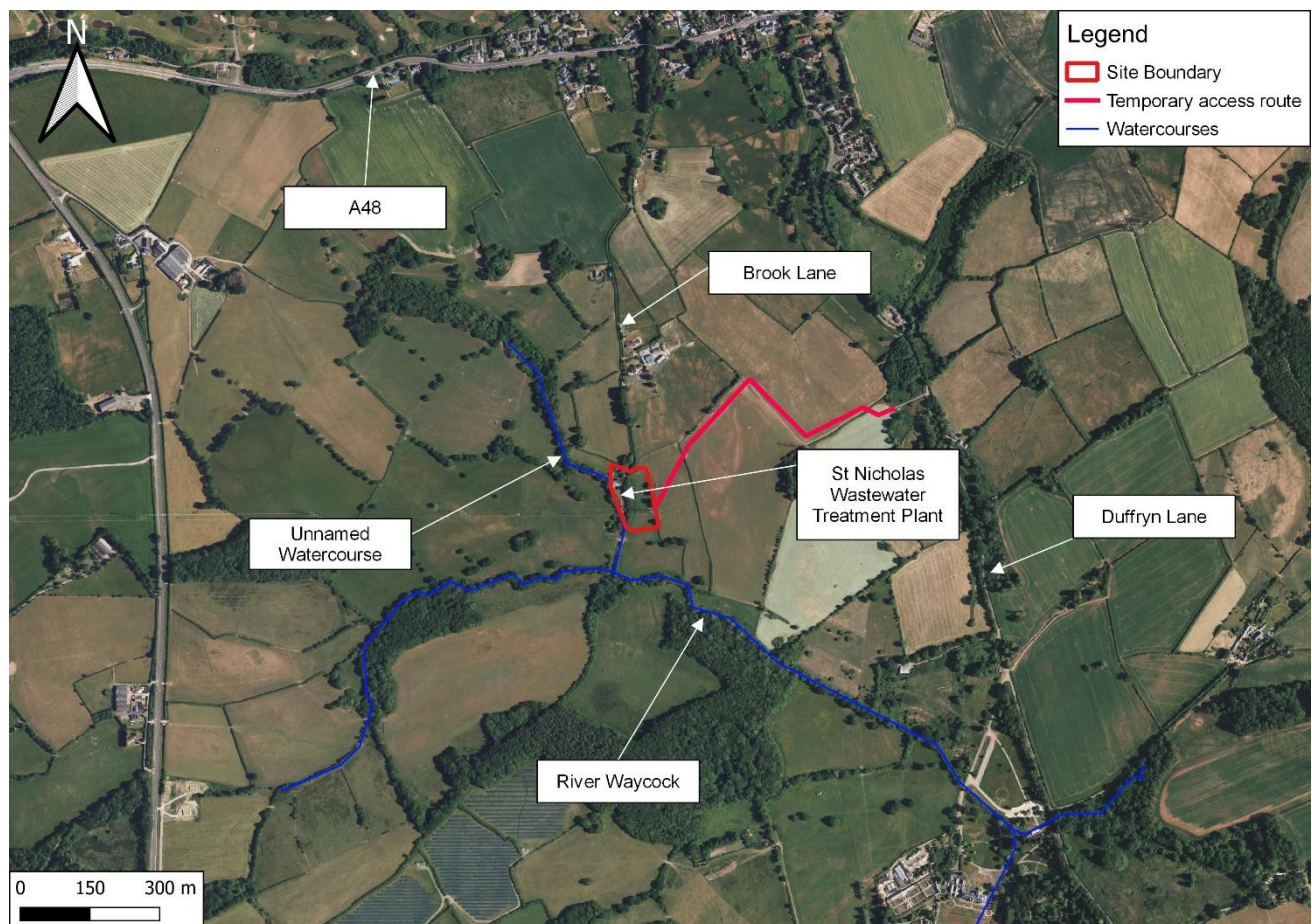 N
Legend
Site Boundary
Temporary access route
Watercourses
A48
Brook Lane
St Nicholas
Wastewater
Treatment Plant
Unnamed
Watercourse
Duffryn Lane
River Waycock
0 150 300 m